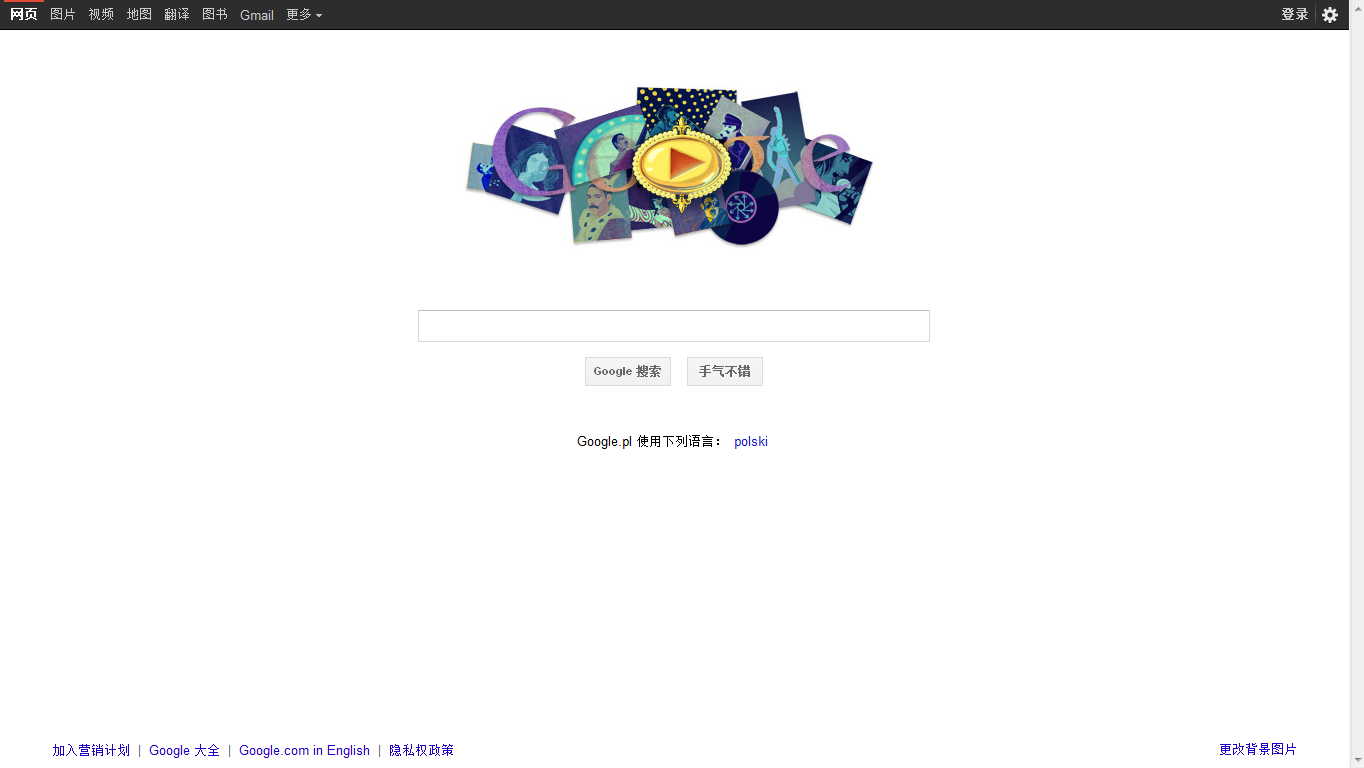 网页 图片 视频 地图 翻译 图书 Gmail 更多 登录
Google 搜索 手气不错
Google.pl 使用下列语言： polski
加入营销计划 | Google 大全 | Google.com in English | 隐私权政策 更改背景图片